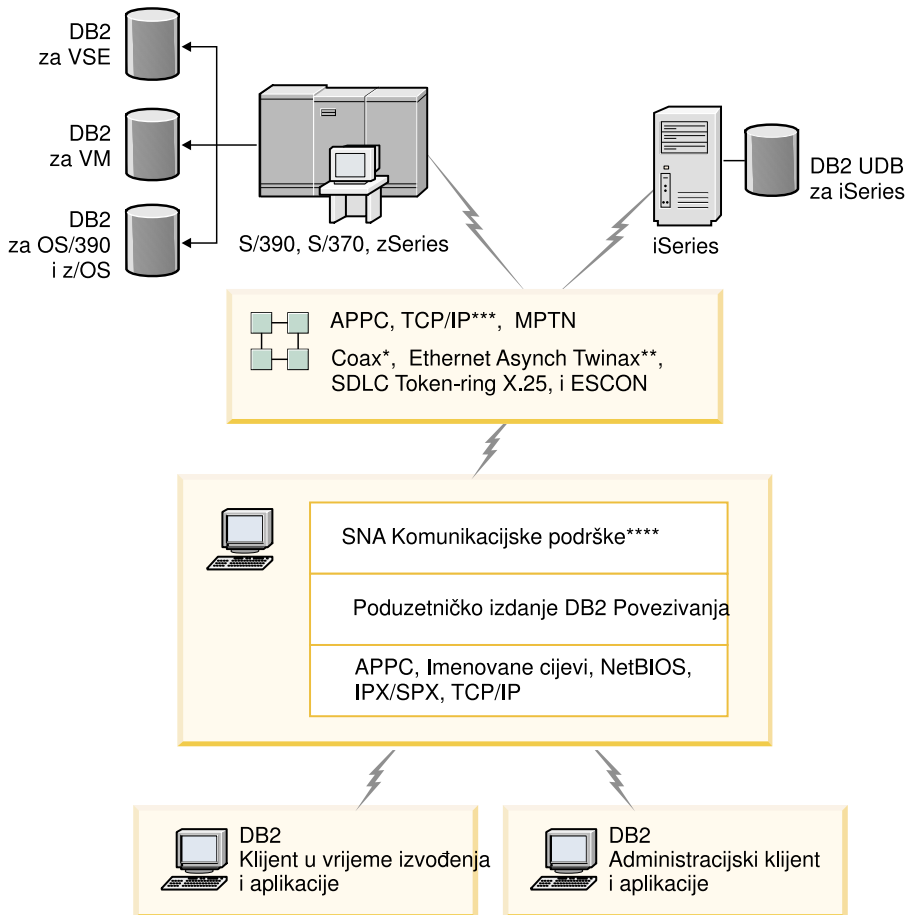 DB2
za VSE
DB2
za VM
DB2
za OS/390
i z/OS
S/390, S/370, zSeries
iSeries
DB2 UDB
za iSeries
APPC, TCP/IP***, MPTN
Coax*, Ethernet Asynch Twinax**,
SDLC Token-ring X.25, i ESCON
SNA Komunikacijske podrške****
Poduzetničko izdanje DB2 Povezivanja
APPC, Imenovane cijevi, NetBIOS,
IPX/SPX, TCP/IP
DB2
Klijent u vrijeme izvođenja
i aplikacije
DB2
Administracijski klijent
i aplikacije